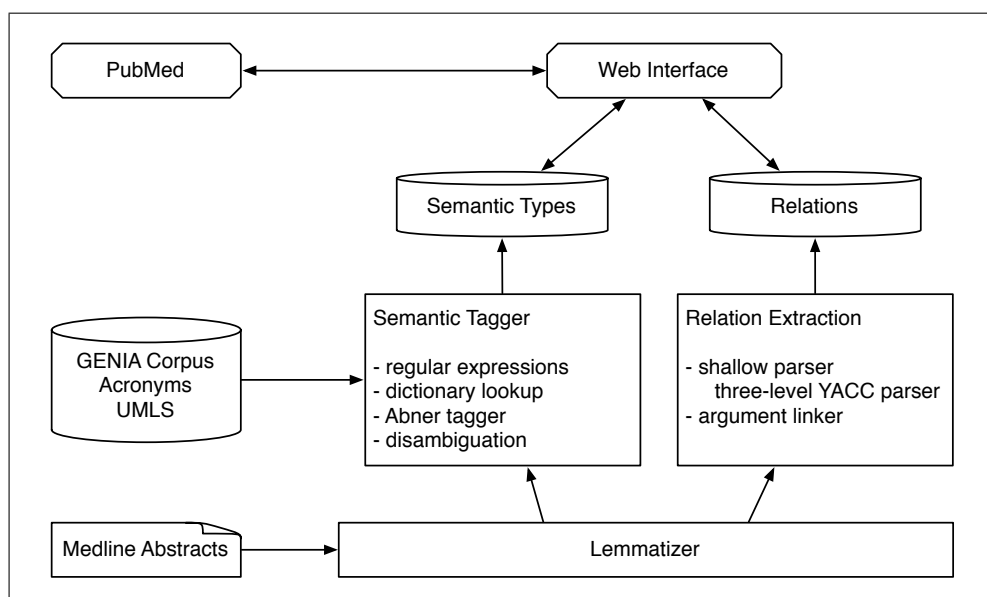 PubMed
Web Interface
Semantic Types
Relations
GENIA Corpus
Acronyms
UMLS
Semantic Tagger
- regular expressions
- dictionary lookup
- Abner tagger
- disambiguation
Relation Extraction
- shallow parser
three-level YACC parser
- argument linker
Medline Abstracts
Lemmatizer